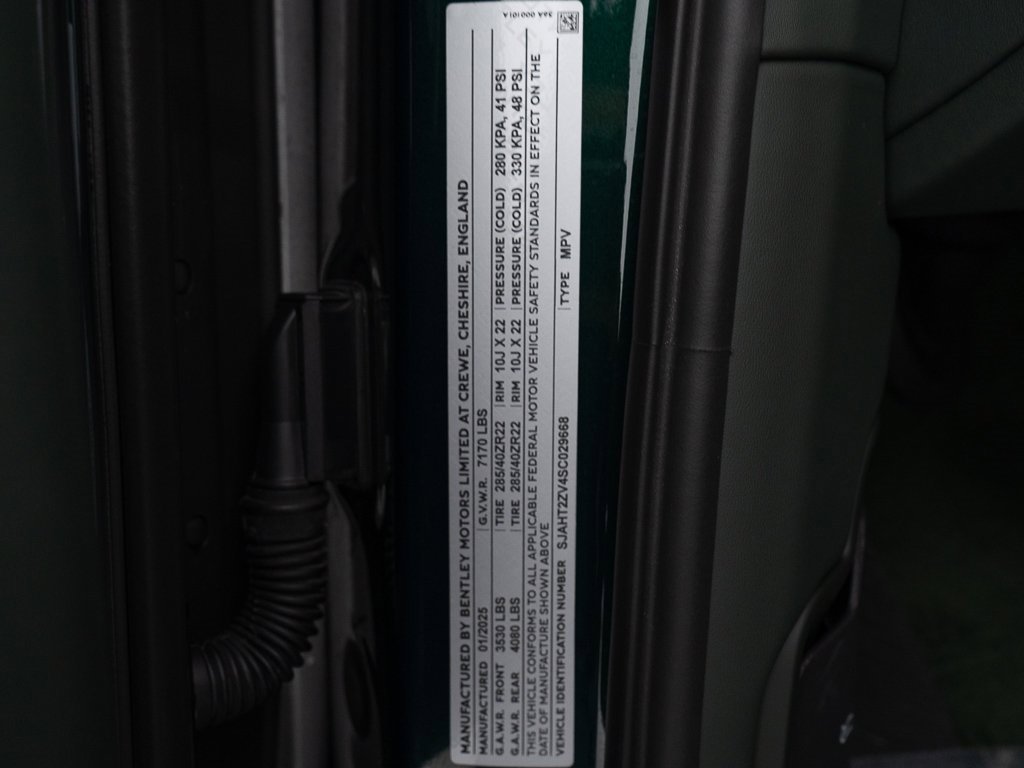 MANUFACTURED BY BENTLEY MOTORS LIMITED AT CREWE, CHESHIRE, ENGLAND
MANUFACTURED 01/2025 G.V.W.R. 7170 LBS
G.A.W.R. FRONT 3530 LBS TIRE 285/40ZR22 RIM 10J X 22 PRESSURE (COLD) 280 KPA, 41 PSI
G.A.W.R. REAR 4080 LBS TIRE 285/40ZR22 RIM 10J X 22 PRESSURE (COLD) 330 KPA, 48 PSI
THIS VEHICLE CONFORMS TO ALL APPLICABLE FEDERAL MOTOR VEHICLE SAFETY STANDARDS IN EFFECT ON THE
DATE OF MANUFACTURE SHOWN ABOVE
VEHICLE IDENTIFICATION NUMBER SJAHT2ZV4SC029668 TYPE MPV